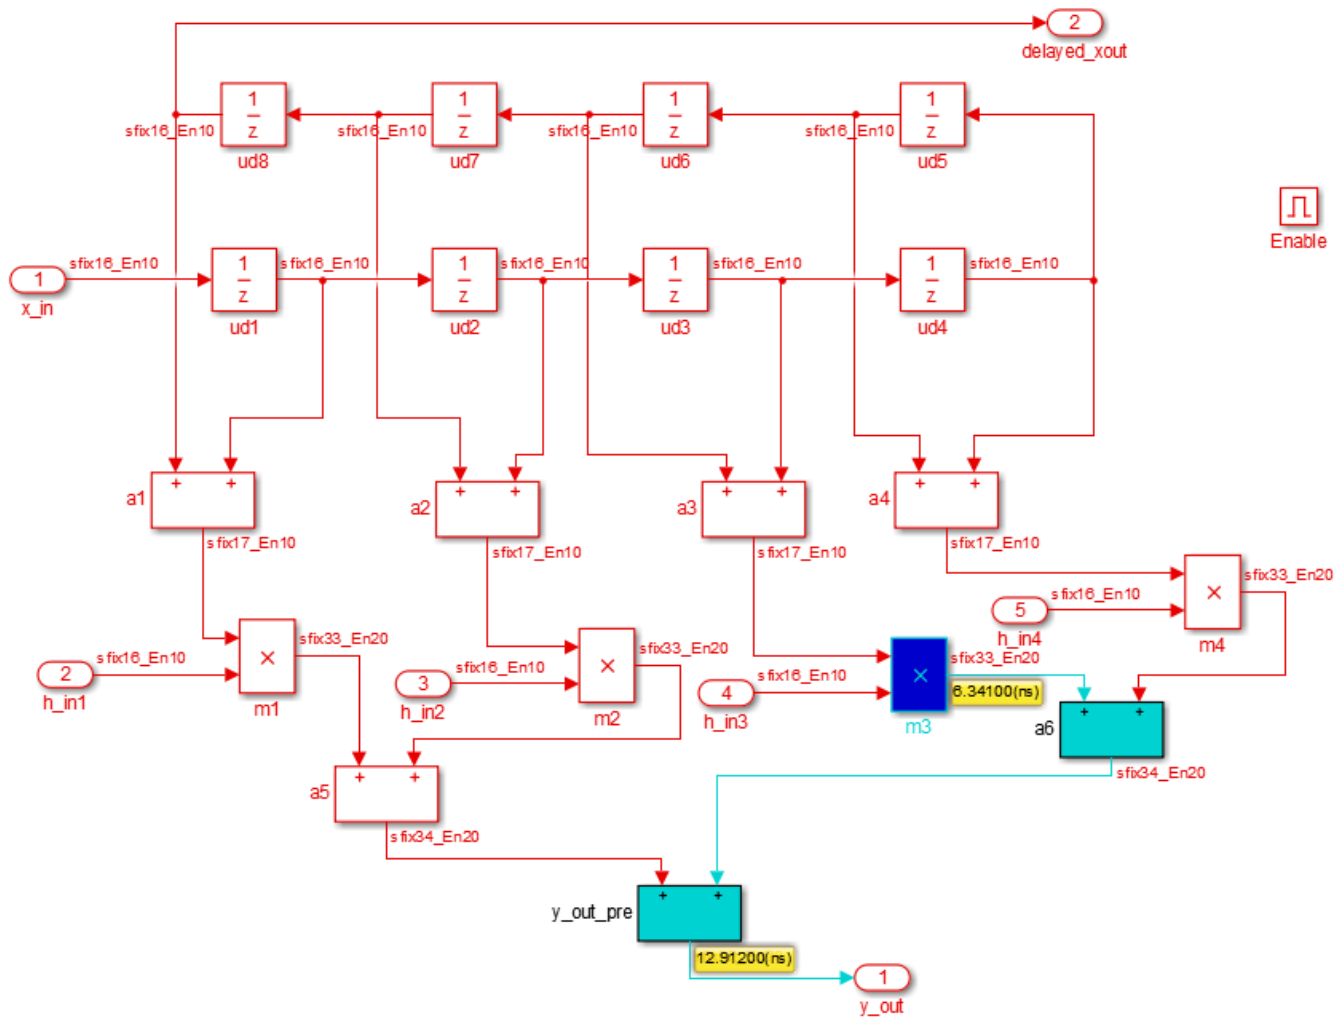 2
delayed_xout
1
z
1
z
1
z
1
z
sfix16_En10
sfix16_En10
sfix16_En10
sfix16_En10
ud8
ud7
ud6
ud5
Enable
sfix16_En10
sfix16_En10
sfix16_En10
sfix16_En10
sfix16_En10
1
x_in
1
z
1
z
1
z
1
z
ud1
ud2
ud3
ud4
a1
+ +
a2
+ +
a3
+ +
a4
+ +
sfix17_En10
sfix17_En10
sfix17_En10
sfix17_En10
sfix33_En20
sfix16_En10
5
h_in4
×
m4
sfix33_En20
sfix16_En10
2
h_in1
×
m1
sfix33_En20
sfix16_En10
3
h_in2
×
m2
sfix33_En20
sfix16_En10
4
h_in3
×
m3
6.34100(ns)
a6
+ +
sfix34_En20
a5
+ +
sfix34_En20
y_out_pre
+ +
12.91200(ns)
1
y_out